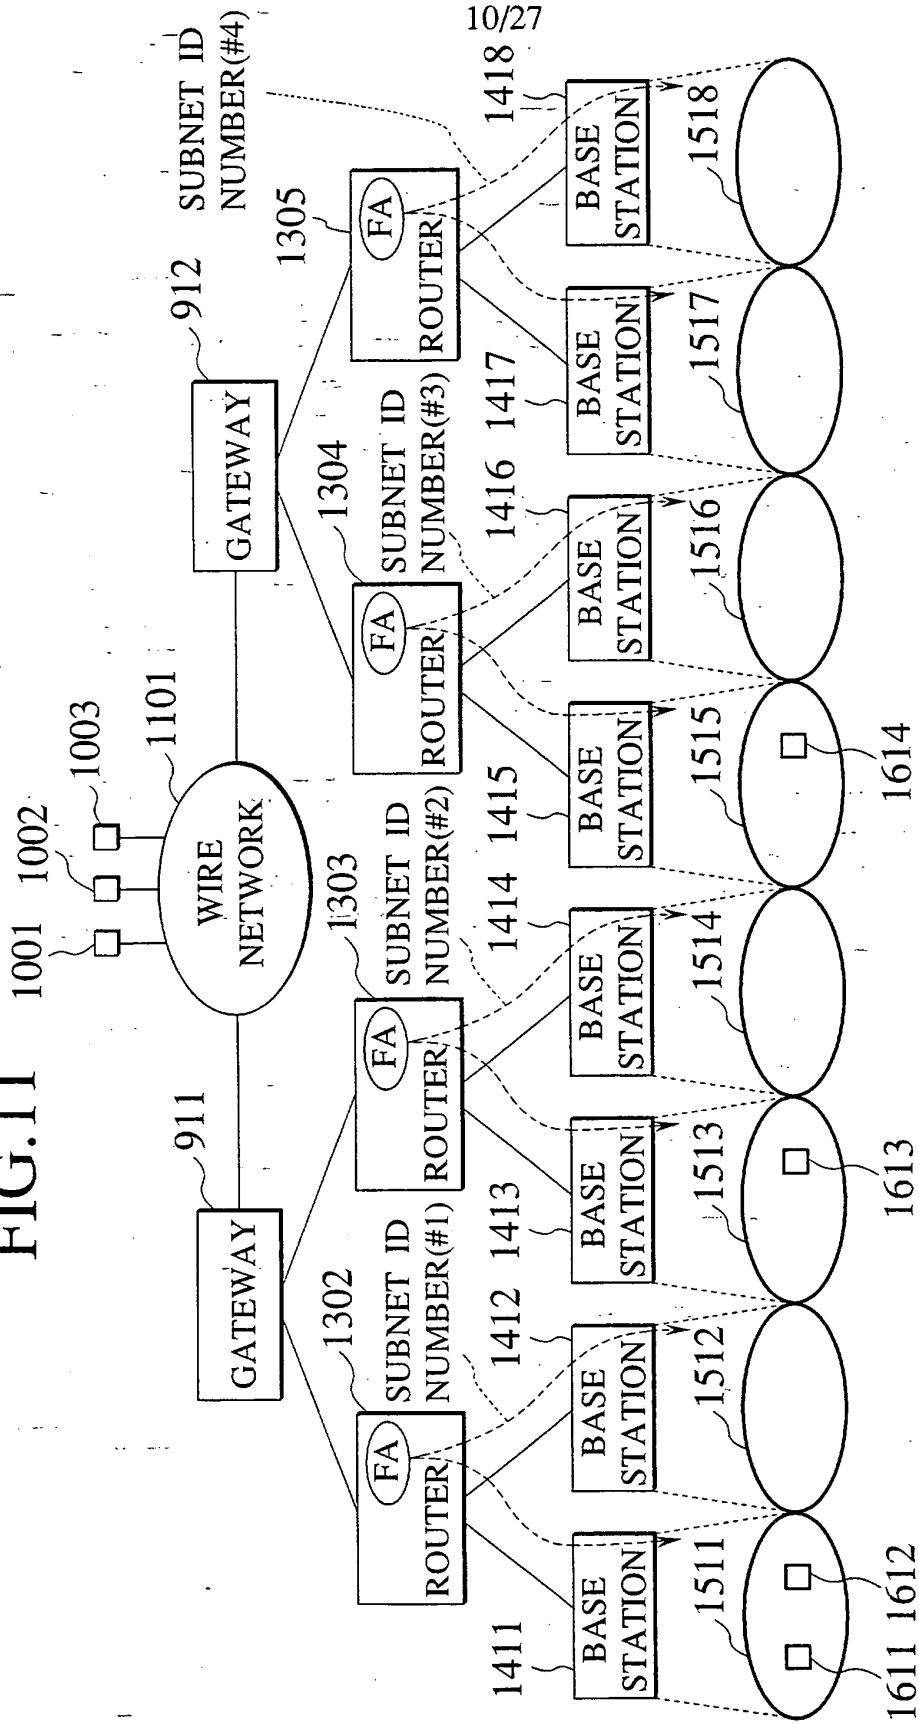 10/27
FIG.11
1001
1002
1003
1101
WIRE
NETWORK
911
GATEWAY
912
GATEWAY
1302
FA
ROUTER
SUBNET ID
NUMBER(#1)
1303
FA
ROUTER
SUBNET ID
NUMBER(#2)
1304
FA
ROUTER
SUBNET ID
NUMBER(#3)
1305
FA
ROUTER
SUBNET ID
NUMBER(#4)
1411
BASE
STATION
1412
BASE
STATION
1413
BASE
STATION
1414
BASE
STATION
1415
BASE
STATION
1416
BASE
STATION
1417
BASE
STATION
1418
BASE
STATION
1511
1512
1513
1514
1515
1516
1517
1518
1611
1612
1613
1614